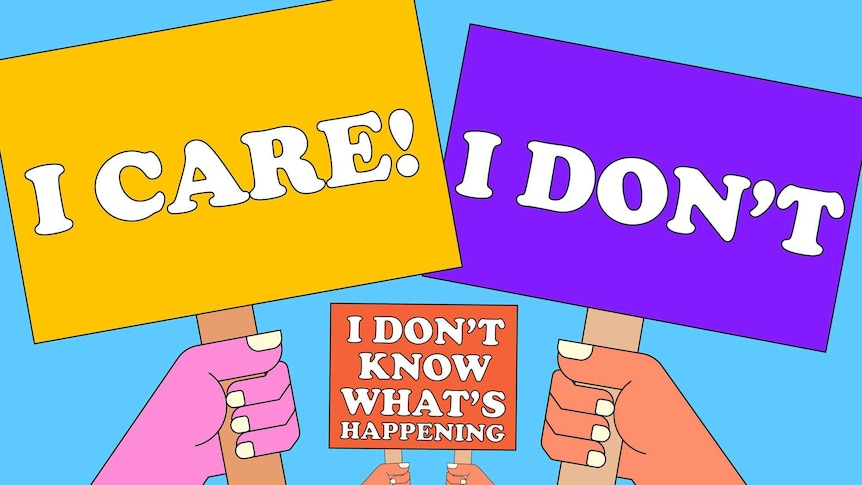 I CARE!
I DON'T
I DON'T
KNOW
WHAT'S
HAPPENING